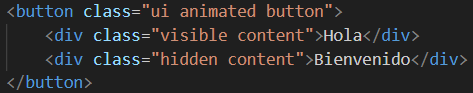 <button class="ui animated button">
    <div class="visible content">Hola</div>
    <div class="hidden content">Bienvenido</div>
</button>